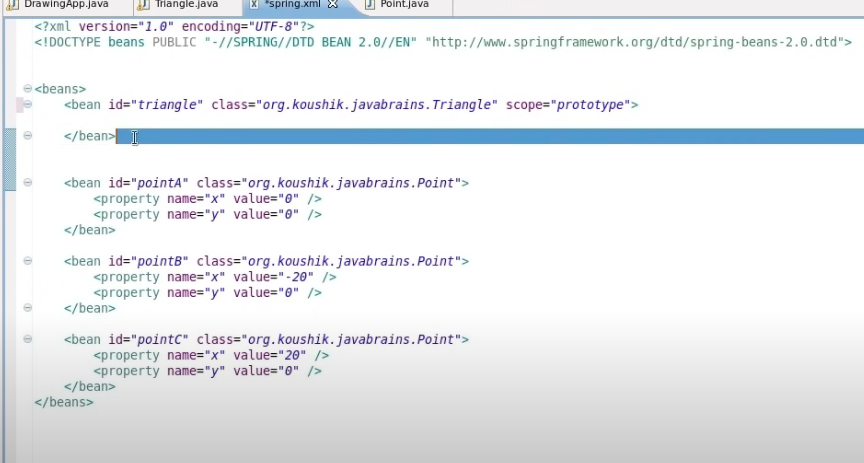 DrawingApp.java Triangle.java *spring.xml Point.java
<?xml version="1.0" encoding="UTF-8"?>
<!DOCTYPE beans PUBLIC "-//SPRING//DTD BEAN 2.0//EN" "http://www.springframework.org/dtd/spring-beans-2.0.dtd">
<beans>
<bean id="triangle" class="org.koushik.javabrains.Triangle" scope="prototype">
</bean>
<bean id="pointA" class="org.koushik.javabrains.Point">
<property name="x" value="0" />
<property name="y" value="0" />
</bean>
<bean id="pointB" class="org.koushik.javabrains.Point">
<property name="x" value="-20" />
<property name="y" value="0" />
</bean>
<bean id="pointC" class="org.koushik.javabrains.Point">
<property name="x" value="20" />
<property name="y" value="0" />
</bean>
</beans>